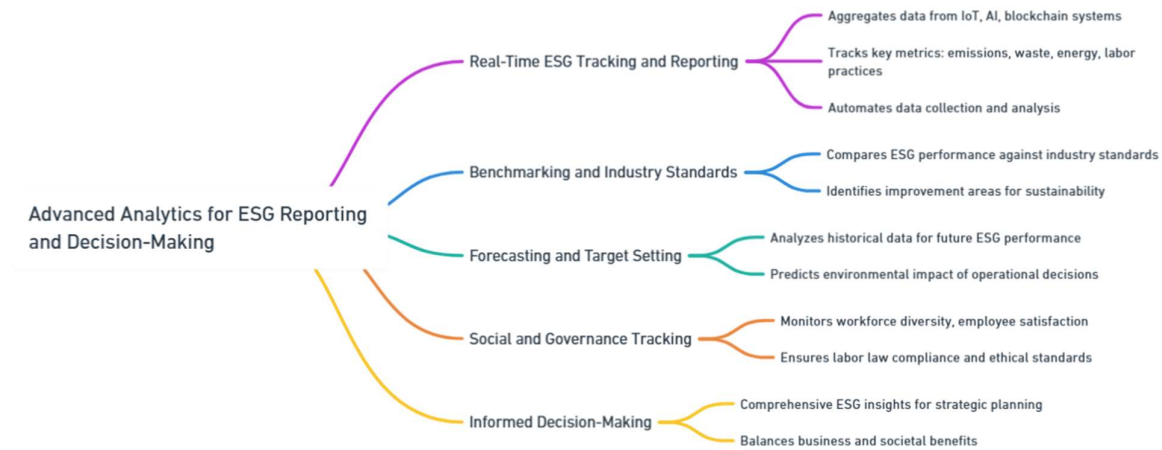 Advanced Analytics for ESG Reporting
and Decision-Making
Real-Time ESG Tracking and Reporting
Aggregates data from IoT, AI, blockchain systems
Tracks key metrics: emissions, waste, energy, labor
practices
Automates data collection and analysis
Benchmarking and Industry Standards
Compares ESG performance against industry standards
Identifies improvement areas for sustainability
Forecasting and Target Setting
Analyzes historical data for future ESG performance
Predicts environmental impact of operational decisions
Social and Governance Tracking
Monitors workforce diversity, employee satisfaction
Ensures labor law compliance and ethical standards
Informed Decision-Making
Comprehensive ESG insights for strategic planning
Balances business and societal benefits